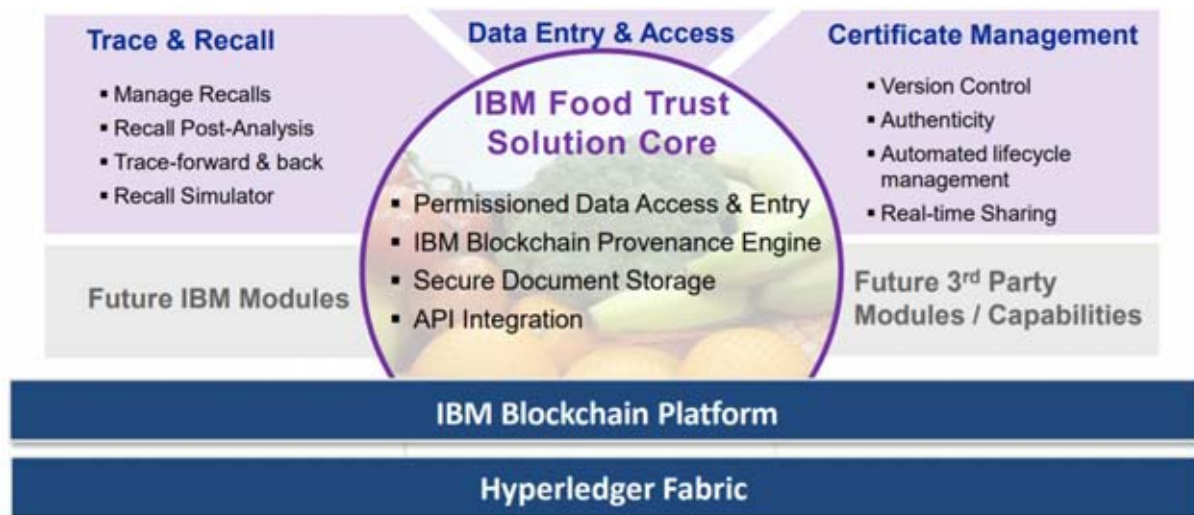 Trace & Recall
▪ Manage Recalls
▪ Recall Post-Analysis
▪ Trace-forward & back
▪ Recall Simulator
Data Entry & Access
Certificate Management
▪ Version Control
▪ Authenticity
▪ Automated lifecycle
management
▪ Real-time Sharing
IBM Food Trust
Solution Core
▪ Permissioned Data Access & Entry
▪ IBM Blockchain Provenance Engine
▪ Secure Document Storage
▪ API Integration
Future IBM Modules
Future 3rd Party
Modules / Capabilities
IBM Blockchain Platform
Hyperledger Fabric